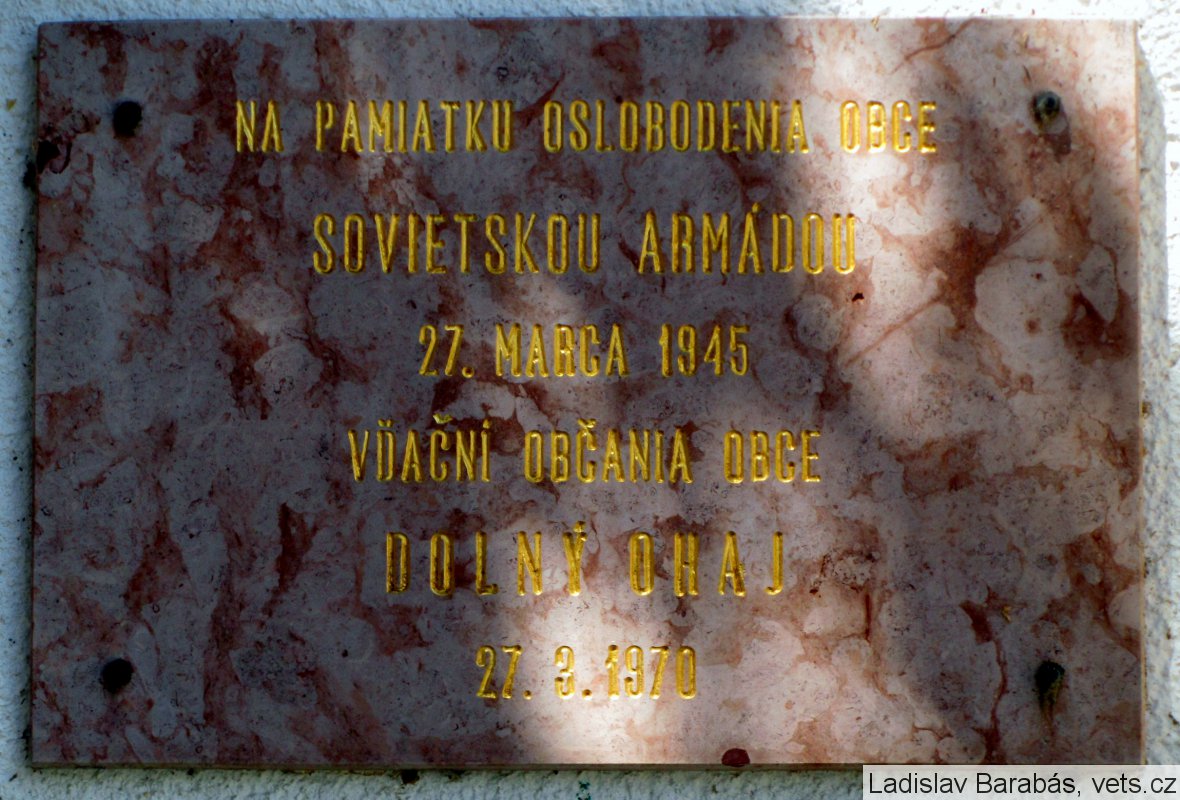 NA PAMIATKU OSLOBODENIA OBCE
SOVIETSKOU ARMÁDOU
27. MARCA 1945
VĎAČNÍ OBČANIA OBCE
DOLNÝ OHAJ
27. 3. 1970
Ladislav Barabás, vets.cz